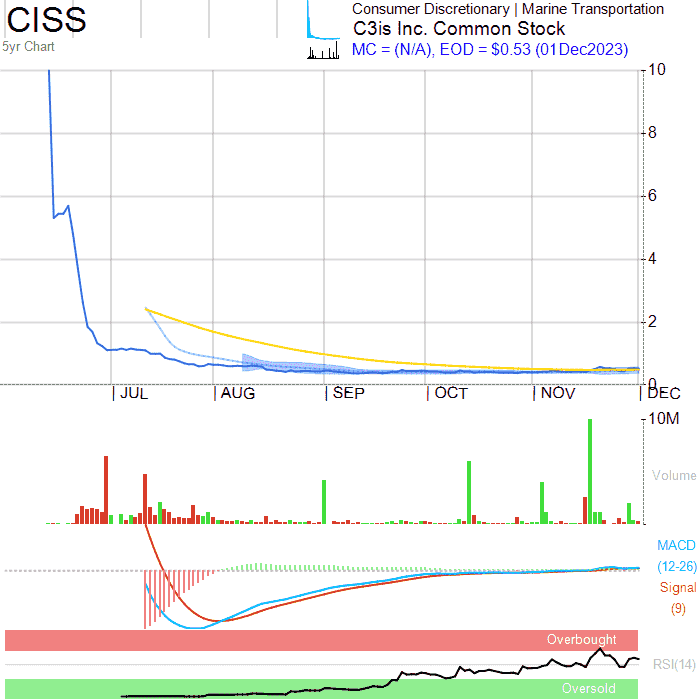 CISS
5yr Chart
Consumer Discretionary | Marine Transportation
C3is Inc. Common Stock
MC = (N/A), EOD = $0.53 (01Dec2023)
10
8
6
4
2
0
JUL AUG SEP OCT NOV DEC
10M
Volume
MACD
(12-26)
Signal
(9)
Overbought
RSI(14)
Oversold